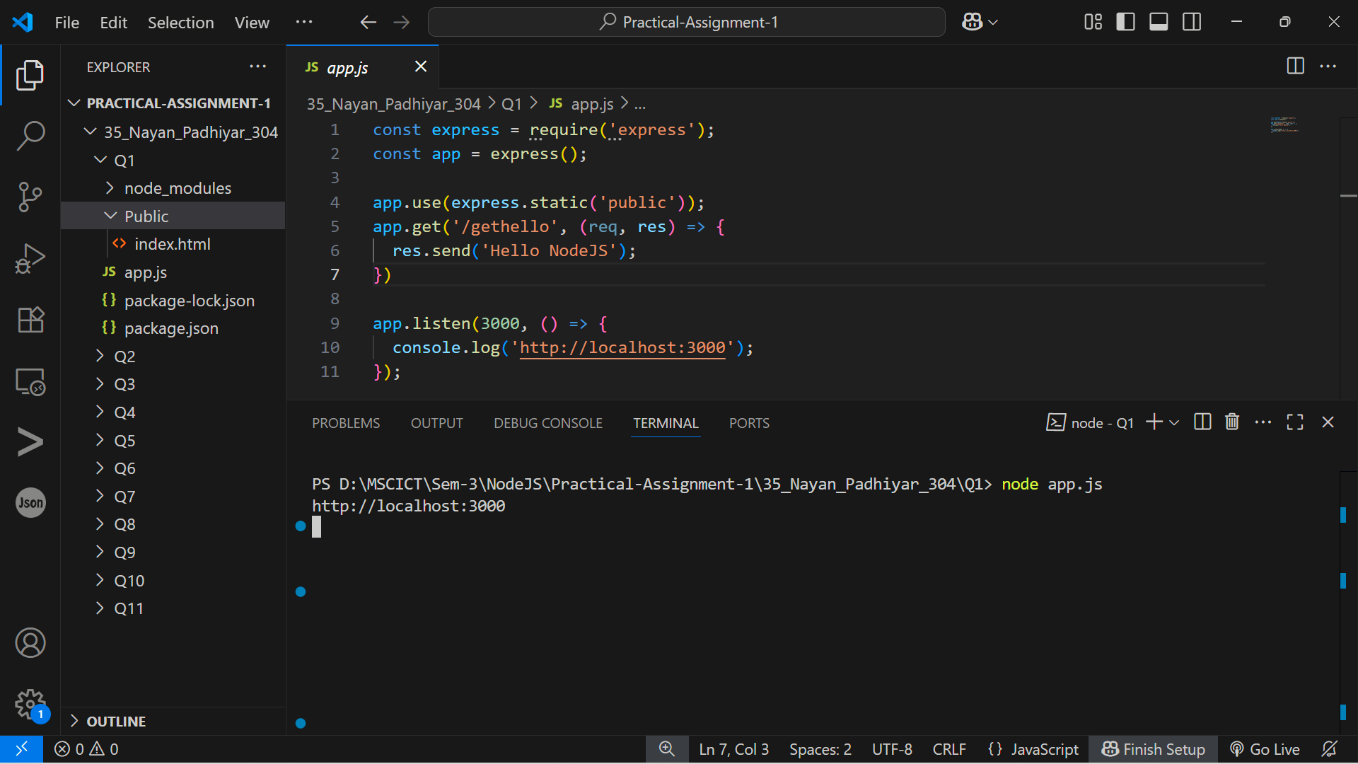 File Edit Selection View ...
Practical-Assignment-1
EXPLORER ...
PRACTICAL-ASSIGNMENT-1
35_Nayan_Padhiyar_304
Q1
node_modules
Public
<> index.html
JS app.js
{} package-lock.json
{} package.json
Q2
Q3
Q4
Q5
Q6
Q7
Q8
Q9
Q10
Q11
OUTLINE
Json
1
JS app.js
35_Nayan_Padhiyar_304 > Q1 > JS app.js > ...
1 const express = require('express');
2 const app = express();
3
4 app.use(express.static('public'));
5 app.get('/gethello', (req, res) => {
6 res.send('Hello NodeJS');
7 })
8
9 app.listen(3000, () => {
10 console.log('http://localhost:3000');
11 });
PROBLEMS OUTPUT DEBUG CONSOLE TERMINAL PORTS
node - Q1
PS D:\MSCICT\Sem-3\NodeJS\Practical-Assignment-1\35_Nayan_Padhiyar_304\Q1> node app.js
http://localhost:3000
0 0 Ln 7, Col 3 Spaces: 2 UTF-8 CRLF {} JavaScript Finish Setup Go Live